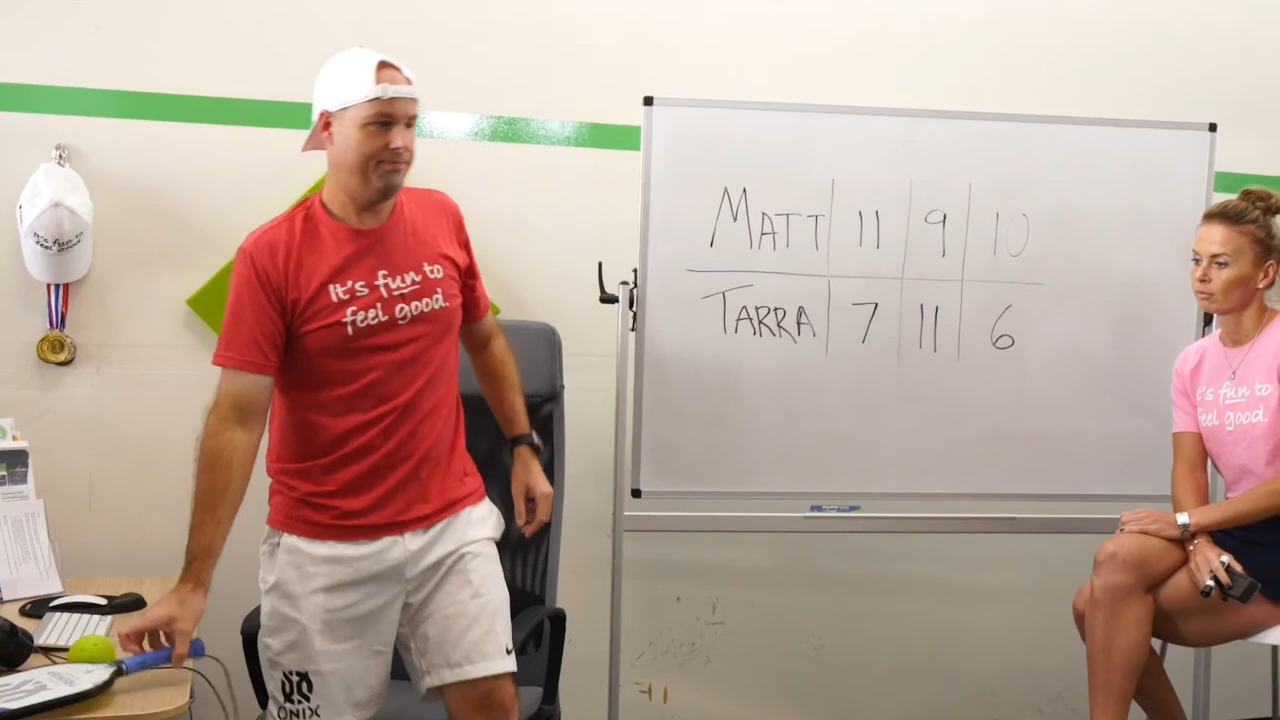 MATT 11 9 10
TARRA 7 11 6
It's fun to
feel good.
It's fun to
feel good.
It's fun to
feel good.
ONIX